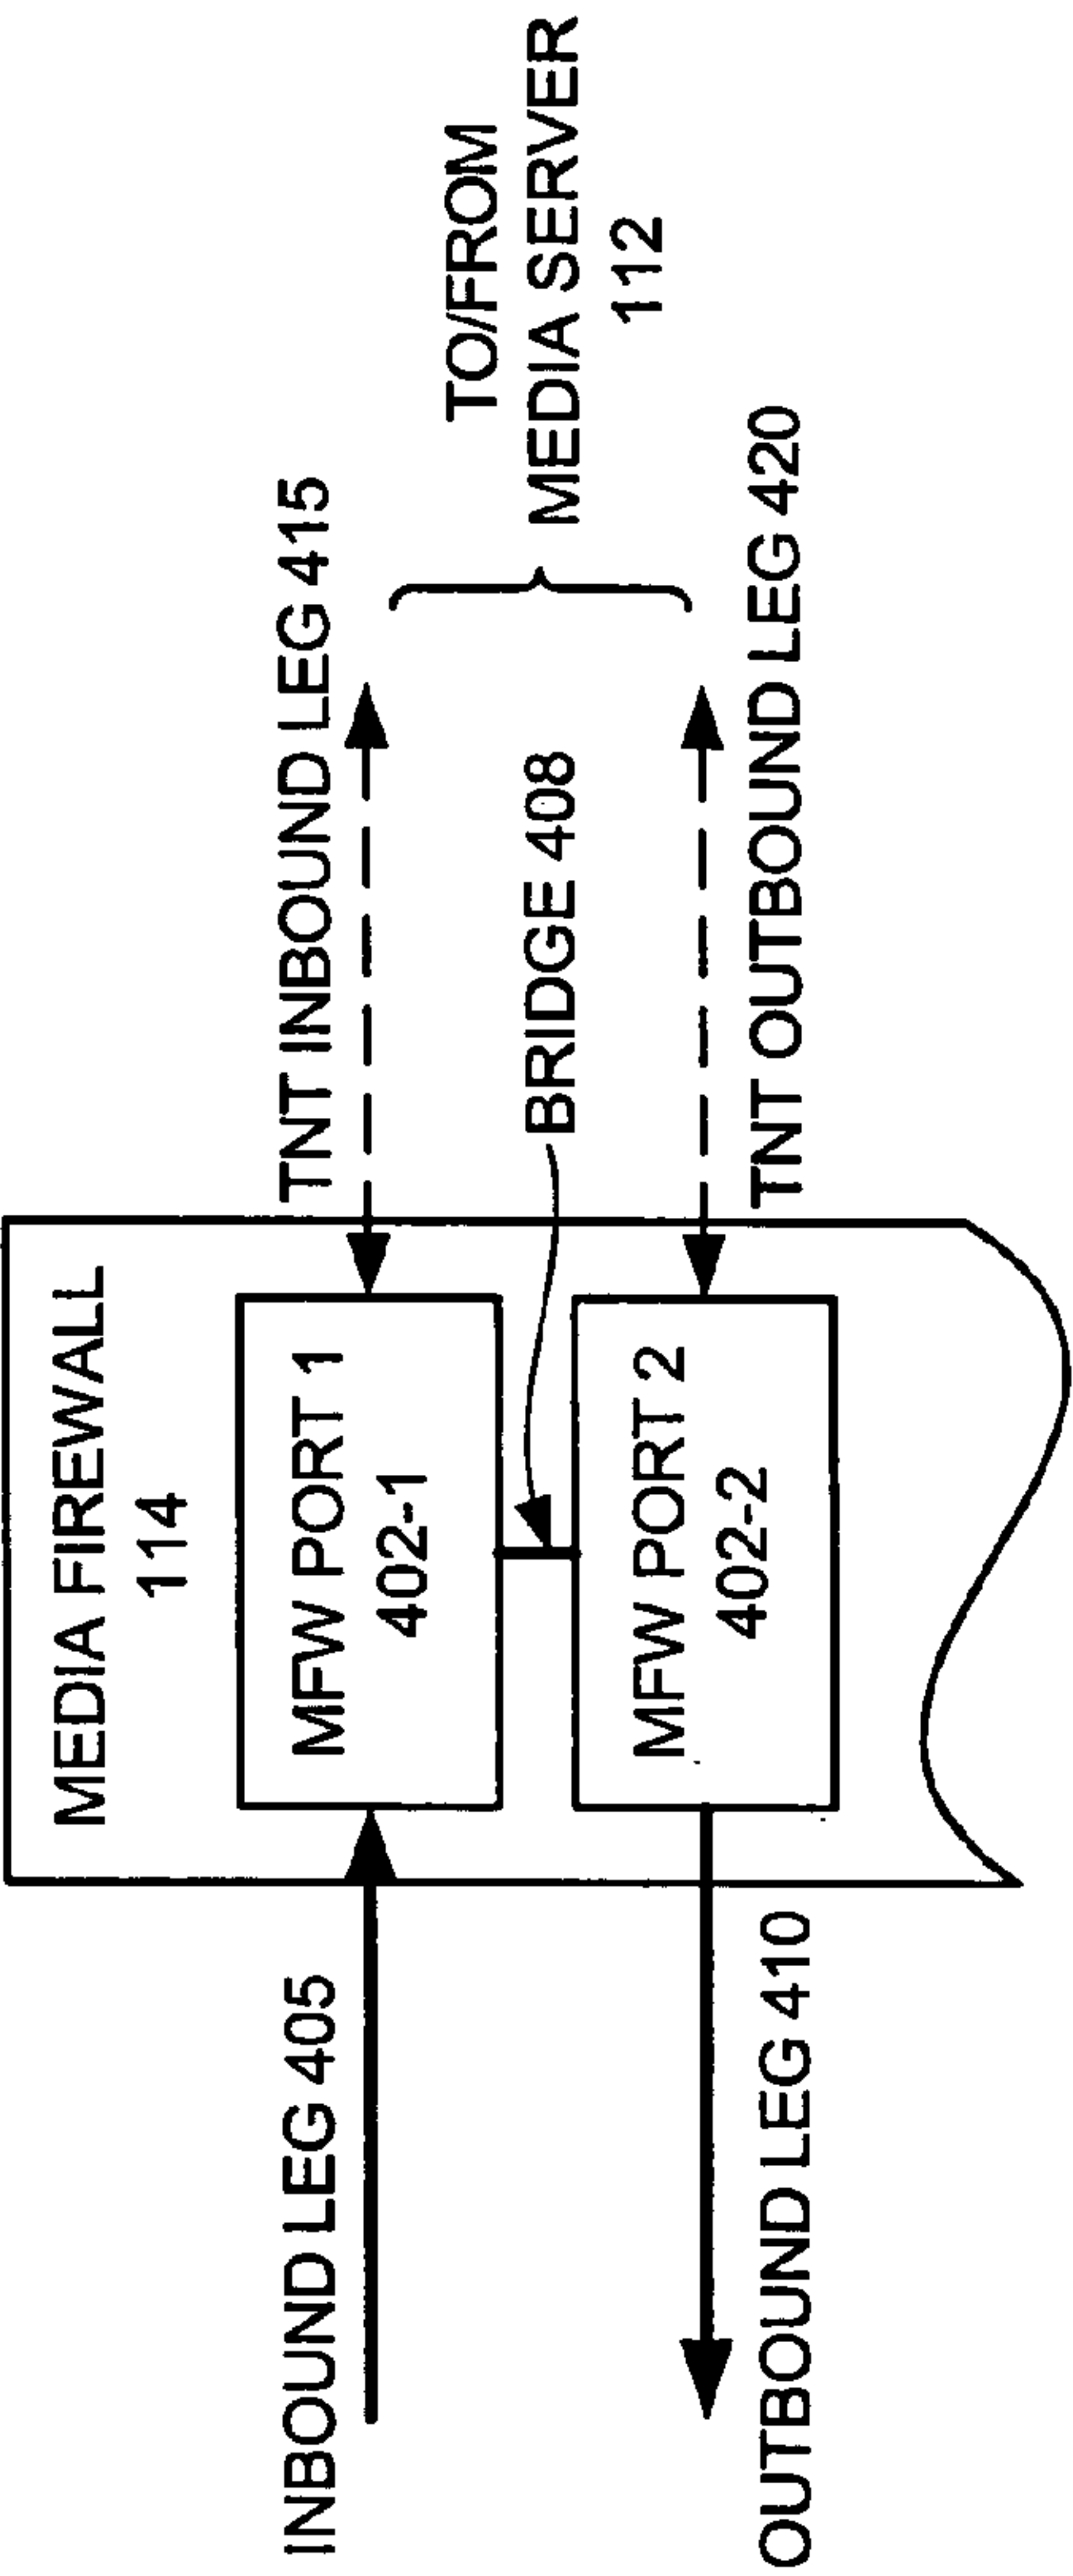 MEDIA FIREWALL
114
INBOUND LEG 405
MFW PORT 1
402-1
TNT INBOUND LEG 415
BRIDGE 408
TO/FROM
MEDIA SERVER
112
MFW PORT 2
402-2
OUTBOUND LEG 410
TNT OUTBOUND LEG 420